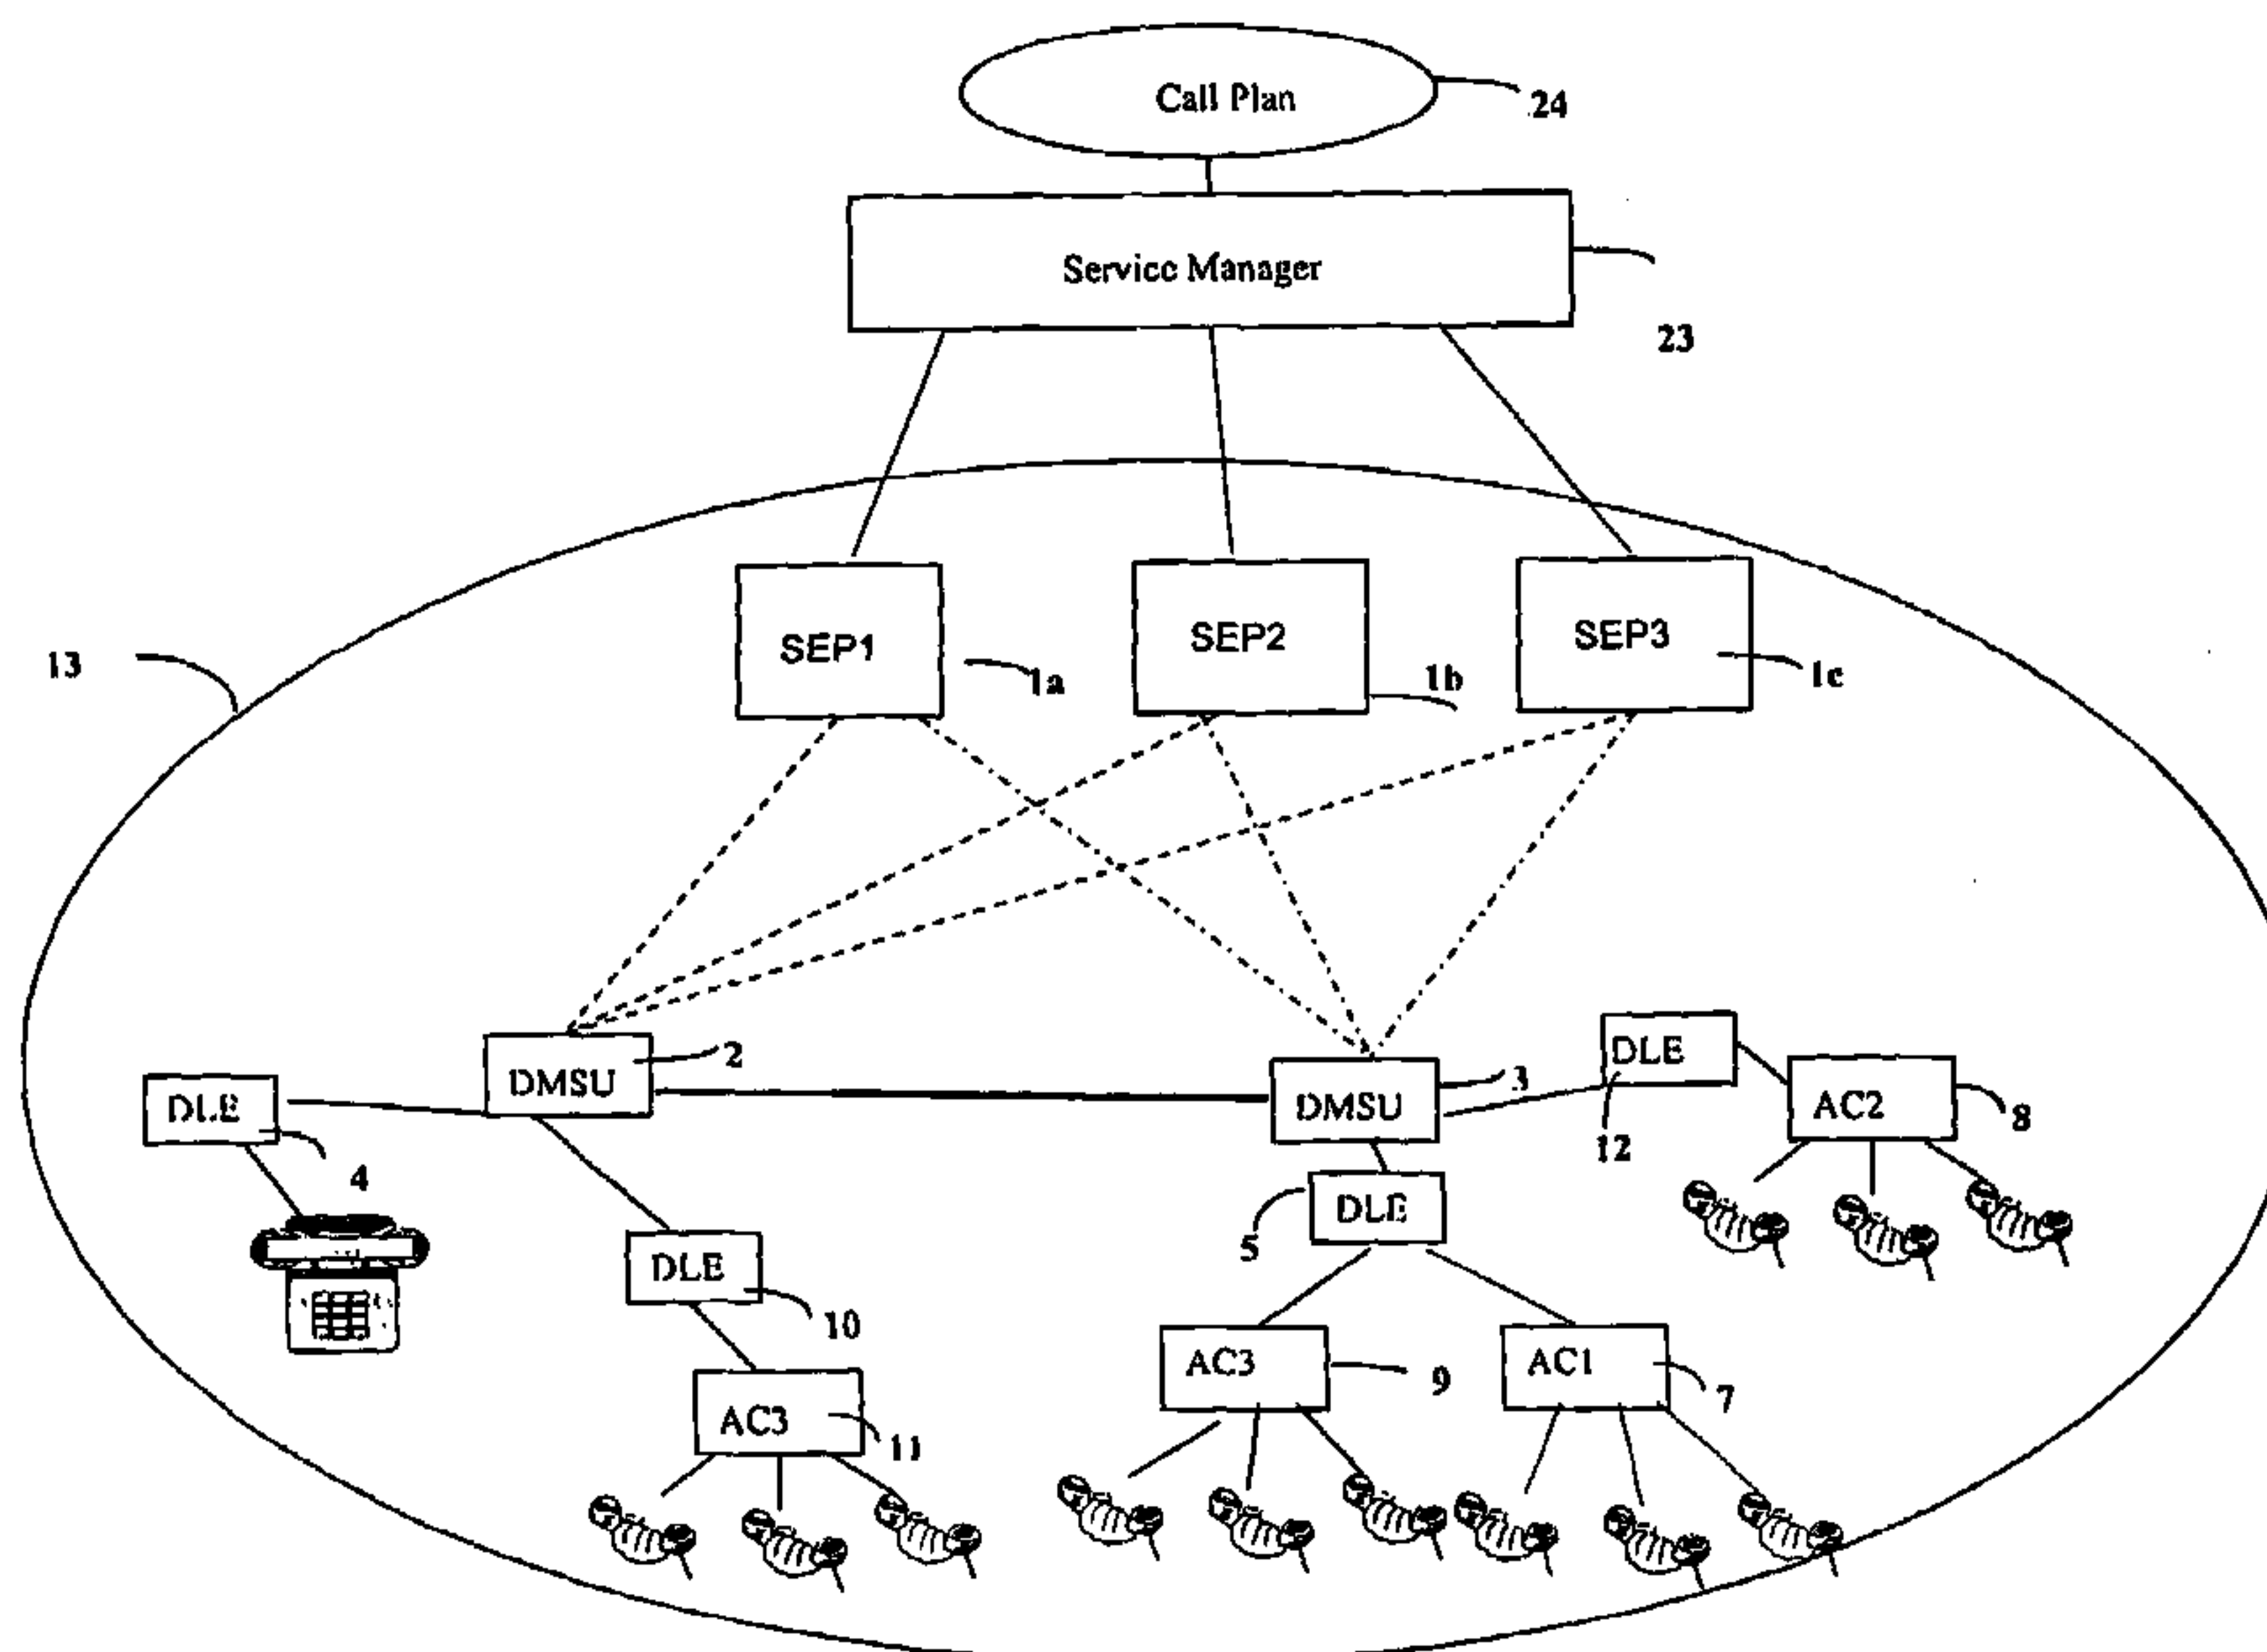 Call Plan
24
Service Manager
23
SEP1
SEP2
SEP3
13
1a
1b
1c
2
DMSU
DLE
4
3
DMSU
DLE
12
AC2
8
5
DLE
DLE
10
AC3
9
AC1
7
AC3
11